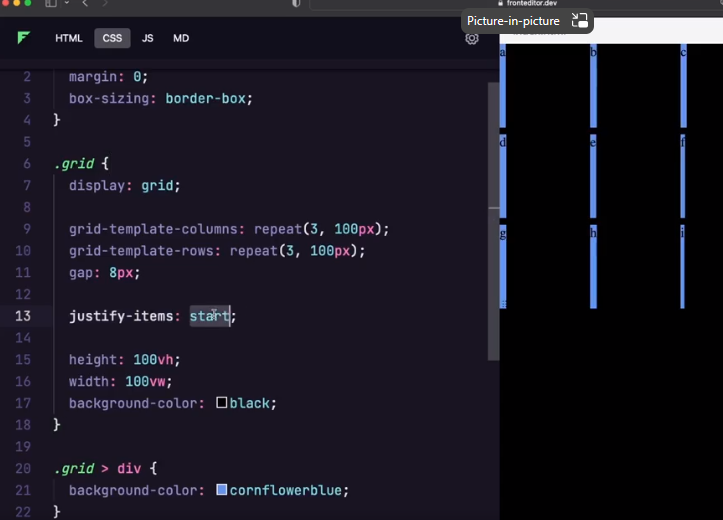 fronteditor.dev
Picture-in-picture
HTML CSS JS MD
2 margin: 0;
3 box-sizing: border-box;
4 }
5
6 .grid {
7 display: grid;
8
9 grid-template-columns: repeat(3, 100px);
10 grid-template-rows: repeat(3, 100px);
11 gap: 8px;
12
13 justify-items: start;
14
15 height: 100vh;
16 width: 100vw;
17 background-color: black;
18 }
19
20 .grid > div {
21 background-color: cornflowerblue;
22 }
a b c
d e f
g h i